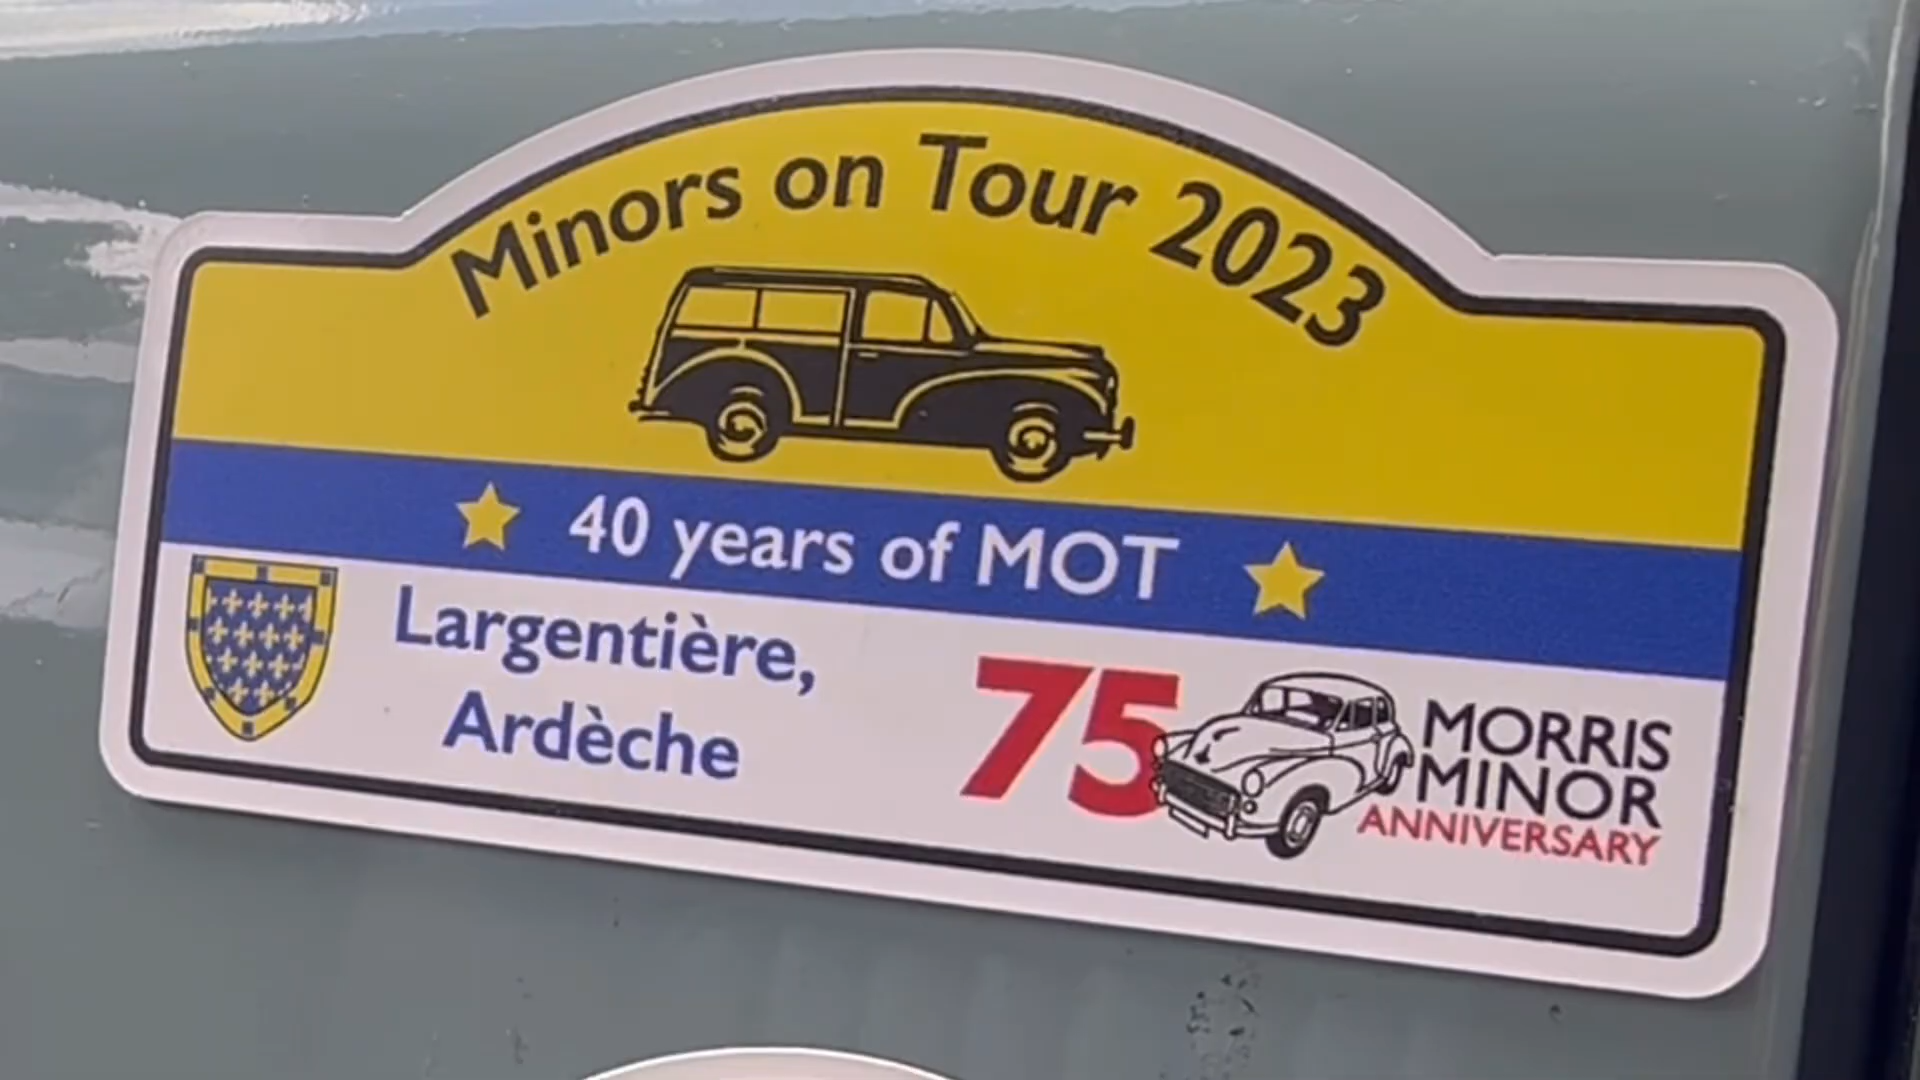 Minors on Tour 2023
40 years of MOT
Largentière,
Ardèche
75
MORRIS
MINOR
ANNIVERSARY